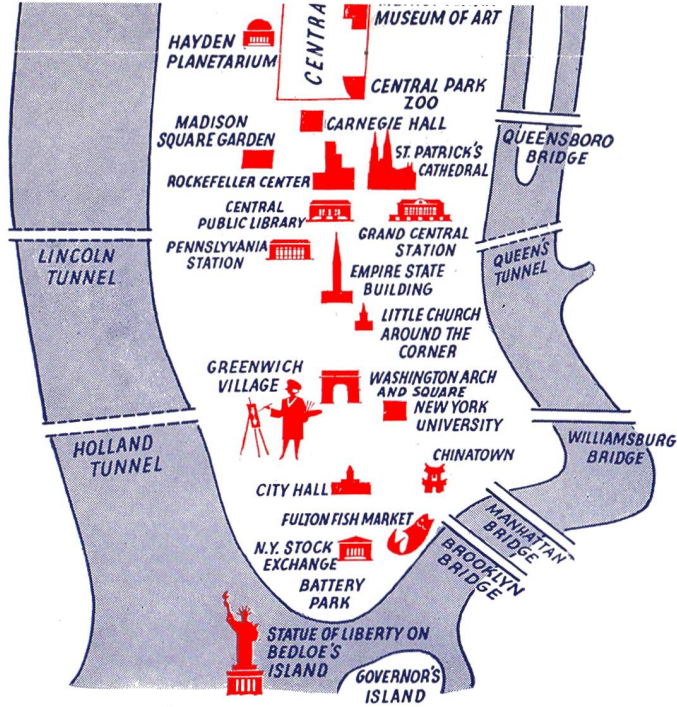 MUSEUM OF ART
HAYDEN
PLANETARIUM
CENTRA
CENTRAL PARK
ZOO
MADISON
SQUARE GARDEN
CARNEGIE HALL
QUEENSBORO
BRIDGE
ST. PATRICK'S
CATHEDRAL
ROCKEFELLER CENTER
CENTRAL
PUBLIC LIBRARY
GRAND CENTRAL
STATION
LINCOLN
TUNNEL
PENNSLYVANIA
STATION
QUEEN'S
TUNNEL
EMPIRE STATE
BUILDING
LITTLE CHURCH
AROUND THE
CORNER
GREENWICH
VILLAGE
WASHINGTON ARCH
AND SQUARE
NEW YORK
UNIVERSITY
HOLLAND
TUNNEL
WILLIAMSBURG
BRIDGE
CHINATOWN
CITY HALL
MANHATTAN
BRIDGE
FULTON FISH MARKET
N.Y. STOCK
EXCHANGE
BROOKLYN
BRIDGE
BATTERY
PARK
STATUE OF LIBERTY ON
BEDLOE'S
ISLAND
GOVERNOR'S
ISLAND